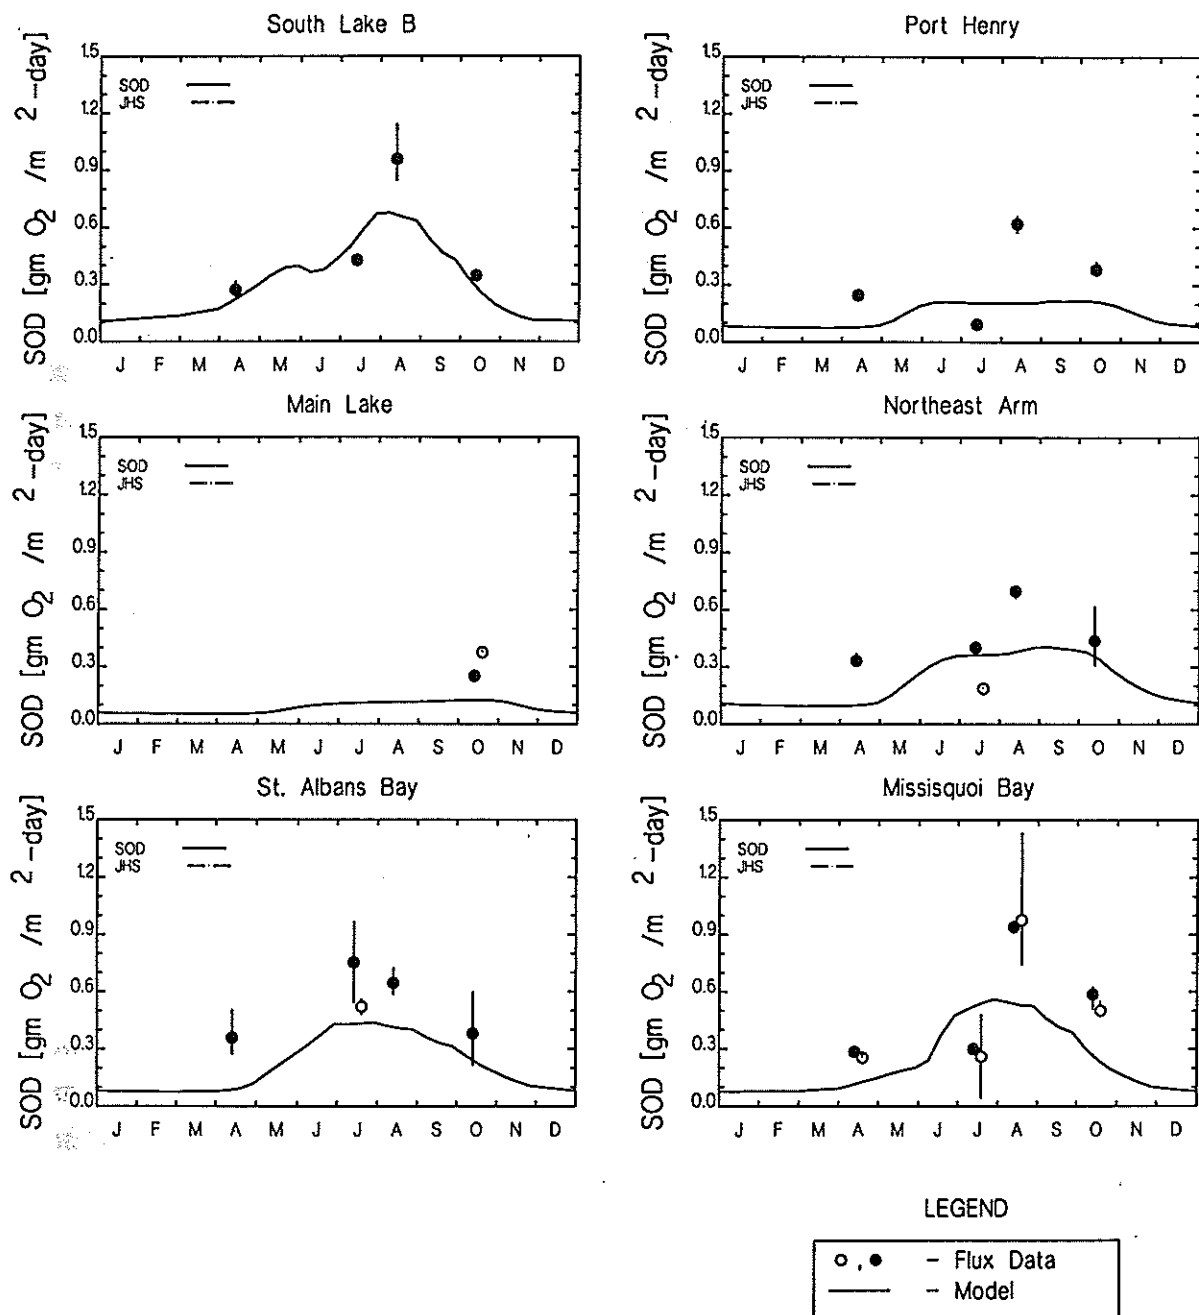 South Lake B
SOD [gm O2 /m 2-day]
1.5
SOD
JHS
1.2
0.9
0.6
0.3
0.0
J F M A M J J A S O N D
Port Henry
SOD [gm O2 /m 2-day]
1.5
SOD
JHS
1.2
0.9
0.6
0.3
0.0
J F M A M J J A S O N D
Main Lake
SOD [gm O2 /m 2-day]
1.5
SOD
JHS
1.2
0.9
0.6
0.3
0.0
J F M A M J J A S O N D
Northeast Arm
SOD [gm O2 /m 2-day]
1.5
SOD
JHS
1.2
0.9
0.6
0.3
0.0
J F M A M J J A S O N D
St. Albans Bay
SOD [gm O2 /m 2-day]
1.5
SOD
JHS
1.2
0.9
0.6
0.3
0.0
J F M A M J J A S O N D
Missisquoi Bay
SOD [gm O2 /m 2-day]
1.5
SOD
JHS
1.2
0.9
0.6
0.3
0.0
J F M A M J J A S O N D
LEGEND
, - Flux Data
- Model